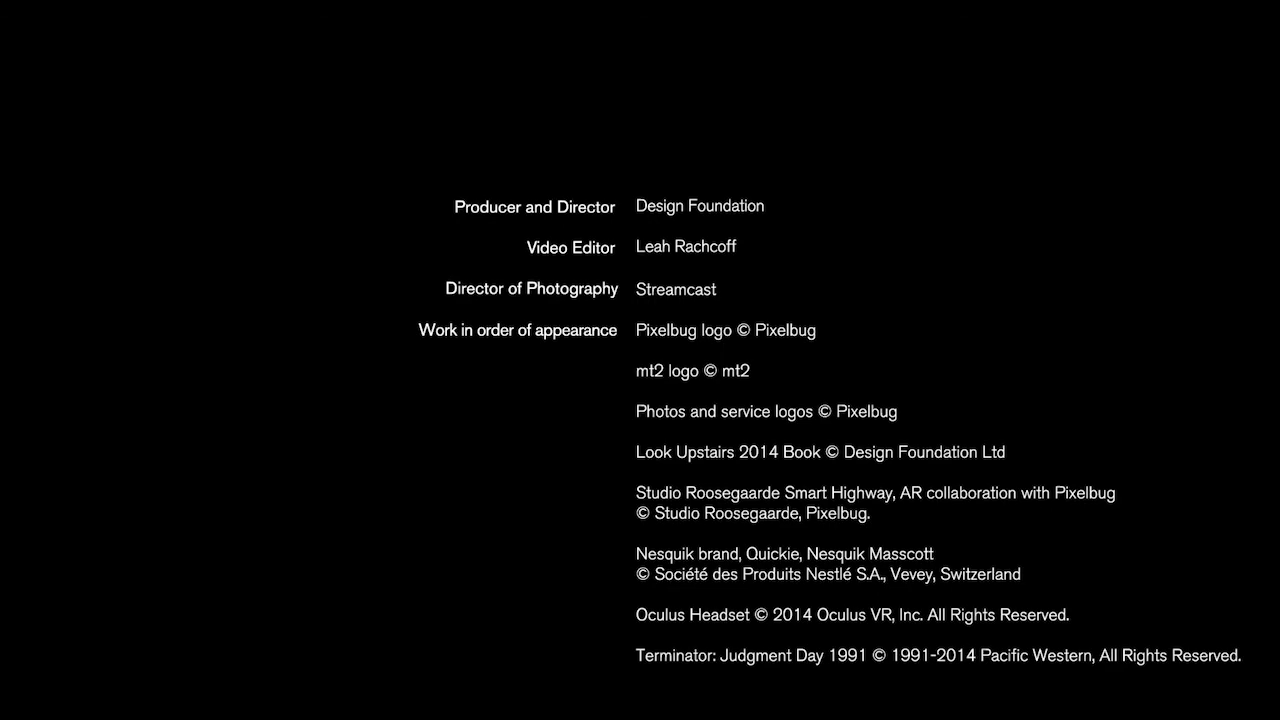 Producer and Director Design Foundation
Video Editor Leah Rachcoff
Director of Photography Streamcast
Work in order of appearance Pixelbug logo © Pixelbug
mt2 logo © mt2
Photos and service logos © Pixelbug
Look Upstairs 2014 Book © Design Foundation Ltd
Studio Roosegaarde Smart Highway, AR collaboration with Pixelbug
© Studio Roosegaarde, Pixelbug.
Nesquik brand, Quickie, Nesquik Masscott
© Société des Produits Nestlé S.A., Vevey, Switzerland
Oculus Headset © 2014 Oculus VR, Inc. All Rights Reserved.
Terminator: Judgment Day 1991 © 1991-2014 Pacific Western, All Rights Reserved.